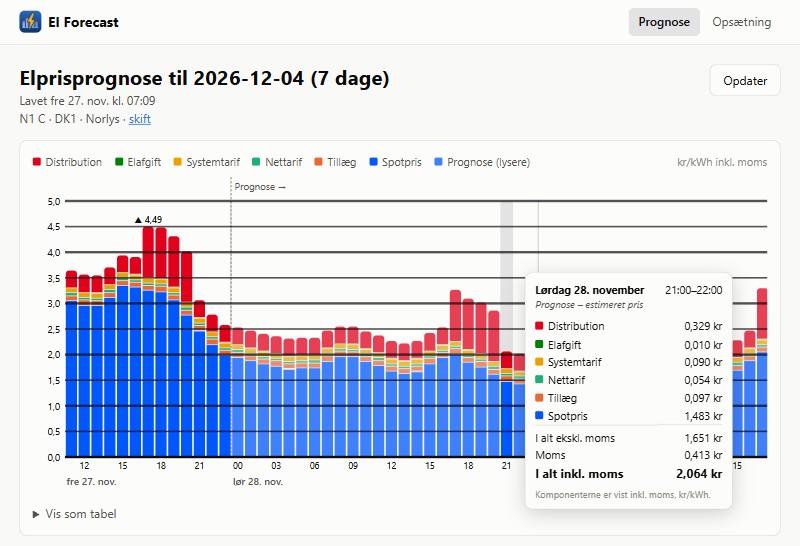 El Forecast
Prognose
Opsætning
Elprisprognose til 2026-12-04 (7 dage)
Opdater
Lavet fre 27. nov. kl. 07:09
N1 C · DK1 · Norlys · skift
Distribution
Elafgift
Systemtarif
Nettarif
Tillæg
Spotpris
Prognose (lysere)
kr/kWh inkl. moms
Prognose →
5,0
▲ 4,49
4,5
4,0
3,5
3,0
2,5
2,0
1,5
1,0
0,5
0,0
12 15 18 21 00 03 06 09 12 15 18 21 15
fre 27. nov.
lør 28. nov.
Lørdag 28. november 21:00–22:00
Prognose – estimeret pris
Distribution 0,329 kr
Elafgift 0,010 kr
Systemtarif 0,090 kr
Nettarif 0,054 kr
Tillæg 0,097 kr
Spotpris 1,483 kr
I alt ekskl. moms 1,651 kr
Moms 0,413 kr
I alt inkl. moms 2,064 kr
Komponenterne er vist inkl. moms, kr/kWh.
▶ Vis som tabel